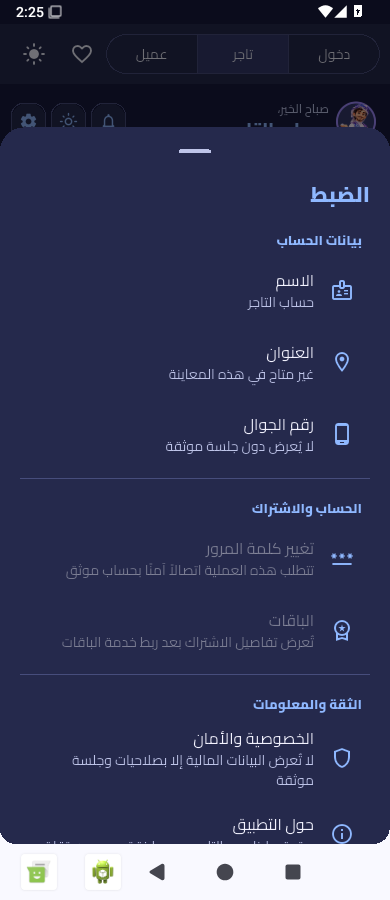 2:25
دخول
تاجر
عميل
صباح الخير،
الضبط
بيانات الحساب
الاسم
حساب التاجر
العنوان
غير متاح في هذه المعاينة
رقم الجوال
لا يُعرض دون جلسة موثقة
الحساب والاشتراك
تغيير كلمة المرور
تتطلب هذه العملية اتصالًا آمنًا بحساب موثق
الباقات
تُعرض تفاصيل الاشتراك بعد ربط خدمة الباقات
الثقة والمعلومات
الخصوصية والأمان
لا تُعرض البيانات المالية إلا بصلاحيات وجلسة
موثقة
حول التطبيق